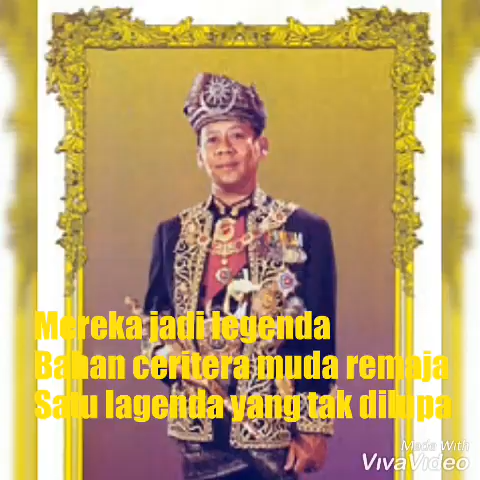 Mereka jadi legenda
Bahan ceritera muda remaja
Satu lagenda yang tak dilupa
Made With
VivaVideo